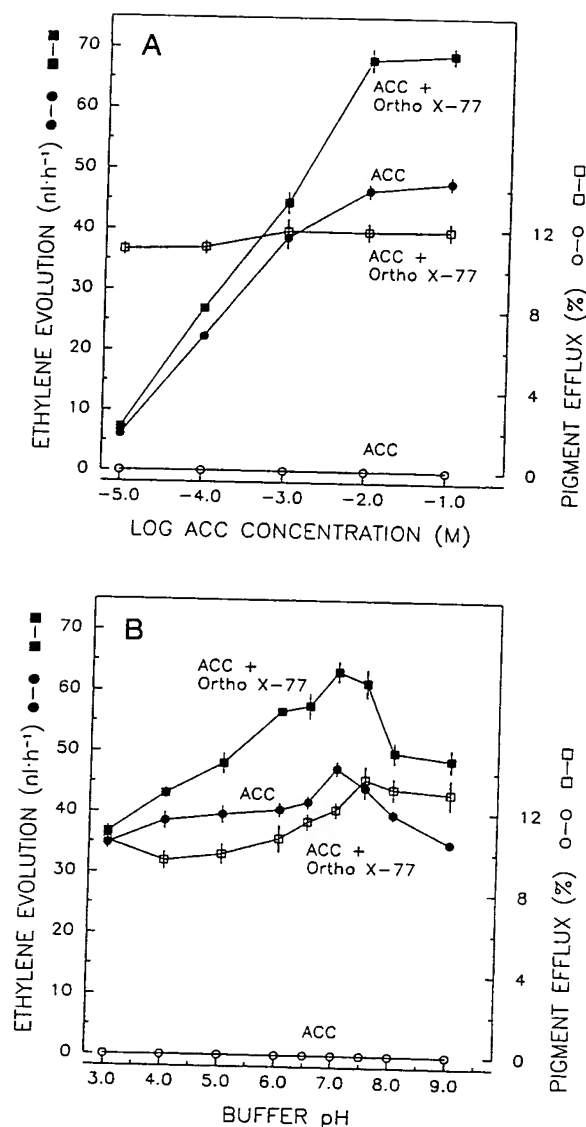 A
ETHYLENE EVOLUTION (nl·h⁻¹) ●–● ■–■
70
60
50
40
30
20
10
0
ACC +
Ortho X-77
ACC
ACC +
Ortho X-77
ACC
12
8
4
0
PIGMENT EFFLUX (%) ○–○ □–□
-5.0 -4.0 -3.0 -2.0 -1.0
LOG ACC CONCENTRATION (M)
B
ETHYLENE EVOLUTION (nl·h⁻¹) ●–● ■–■
70
60
50
40
30
20
10
0
ACC +
Ortho X-77
ACC
ACC +
Ortho X-77
ACC
12
8
4
0
PIGMENT EFFLUX (%) ○–○ □–□
3.0 4.0 5.0 6.0 7.0 8.0 9.0
BUFFER pH